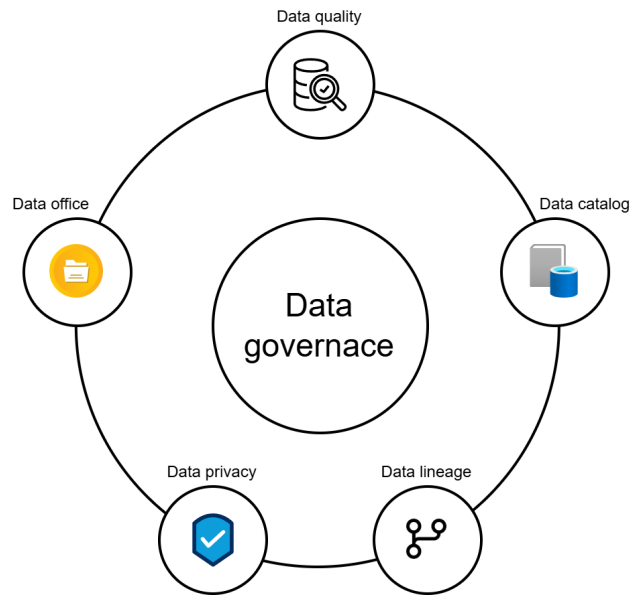 Data quality
Data office
Data catalog
Data
governace
Data privacy
Data lineage